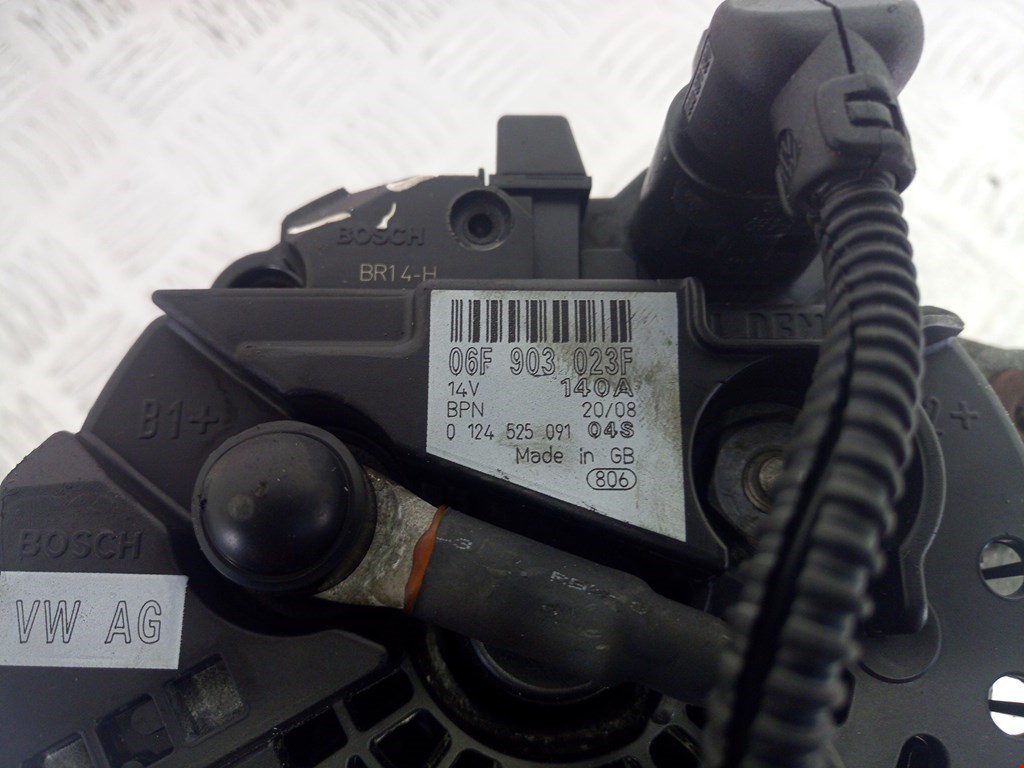 BOSCH
BR14-H
06F 903 023F
14V 140A
BPN 20/08
0 124 525 091 04S
Made in GB
806
B1+
2+
BOSCH
VW AG